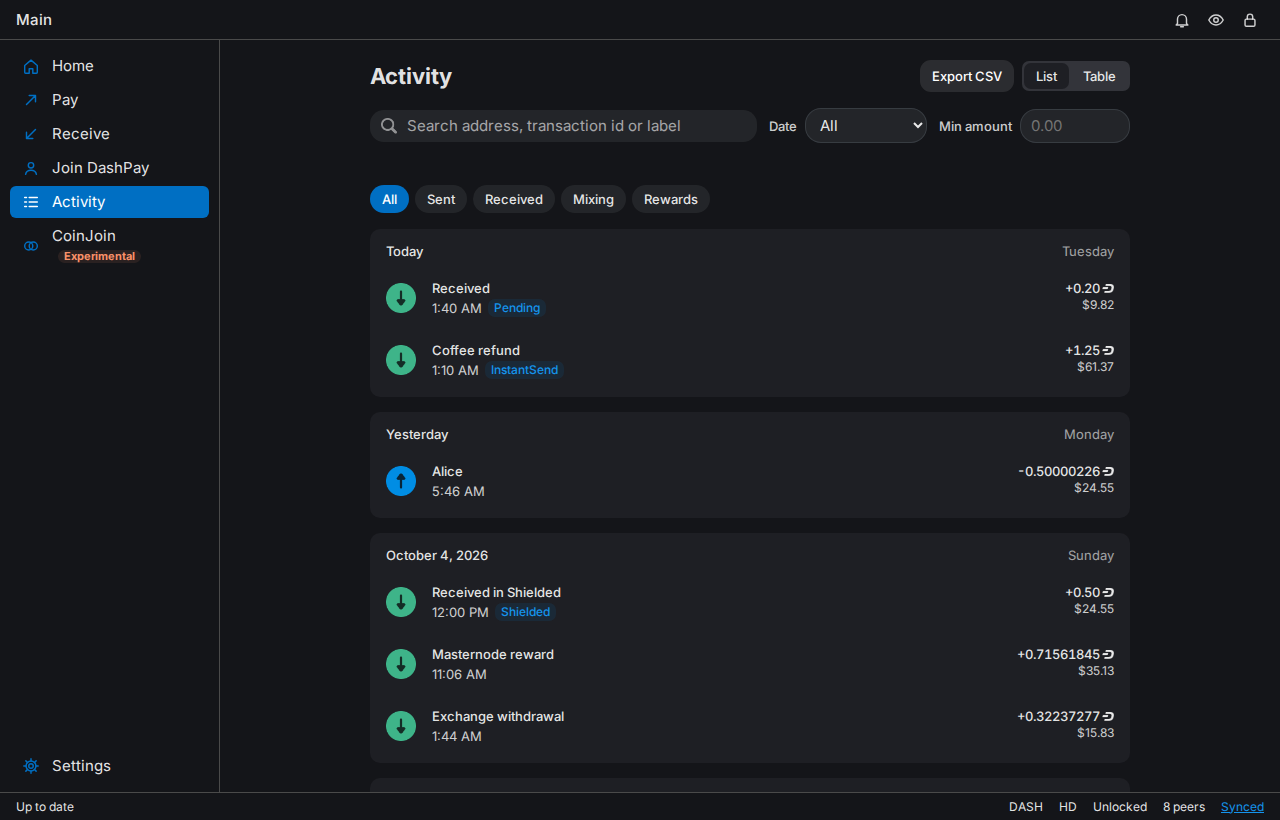 Main
Home
Pay
Receive
Join DashPay
Activity
CoinJoin
Experimental
Settings
Activity
Export CSV
List
Table
Search address, transaction id or label
Date
All
Min amount
0.00
All
Sent
Received
Mixing
Rewards
Today
Tuesday
Received
+0.20
1:40 AM
Pending
$9.82
Coffee refund
+1.25
1:10 AM
InstantSend
$61.37
Yesterday
Monday
Alice
-0.50000226
5:46 AM
$24.55
October 4, 2026
Sunday
Received in Shielded
+0.50
12:00 PM
Shielded
$24.55
Masternode reward
+0.71561845
11:06 AM
$35.13
Exchange withdrawal
+0.32237277
1:44 AM
$15.83
Up to date
DASH
HD
Unlocked
8 peers
Synced